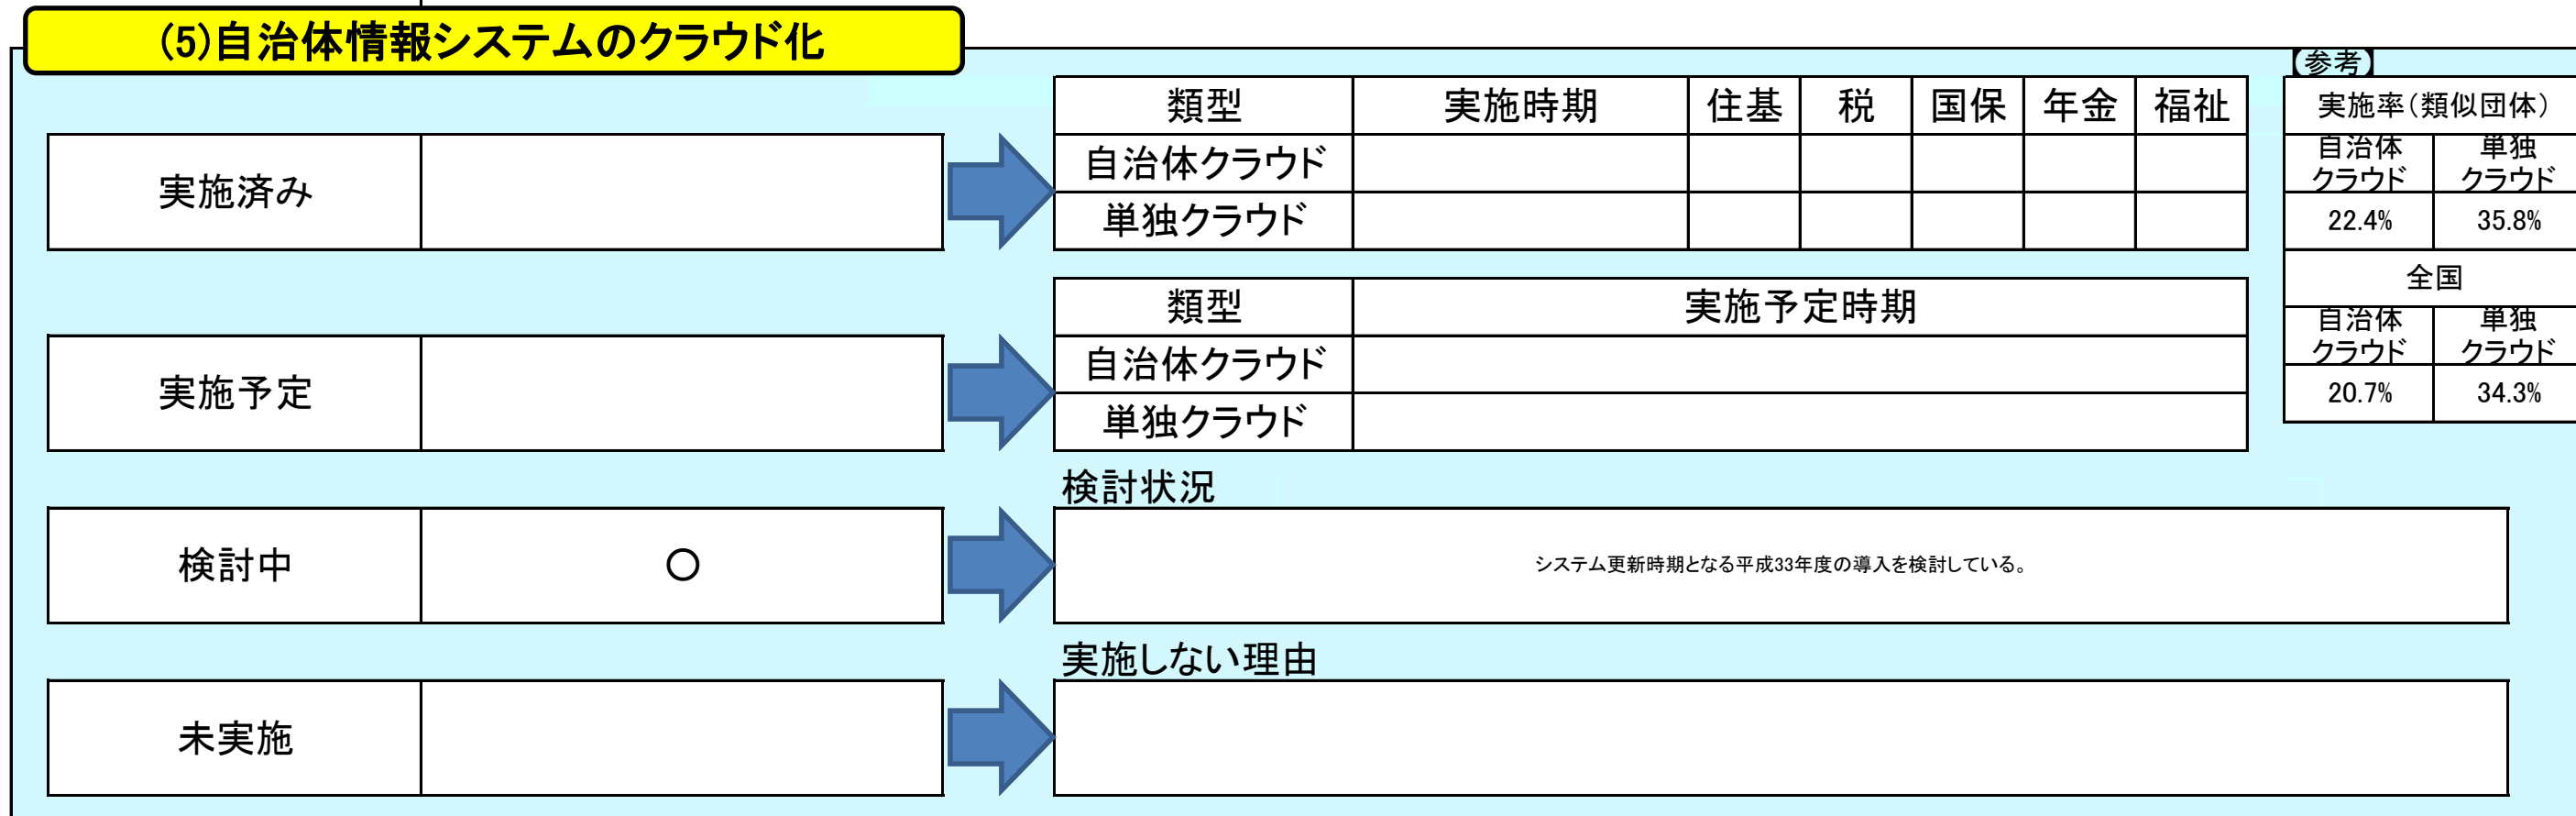 (5)自治体情報システムのクラウド化
【参考】
類型 実施時期 住基 税 国保 年金 福祉
実施済み
自治体クラウド
単独クラウド
実施率(類似団体)
自治体クラウド 単独クラウド
22.4% 35.8%
全国
自治体クラウド 単独クラウド
20.7% 34.3%
類型 実施予定時期
実施予定
自治体クラウド
単独クラウド
検討状況
検討中 ○
システム更新時期となる平成33年度の導入を検討している。
実施しない理由
未実施